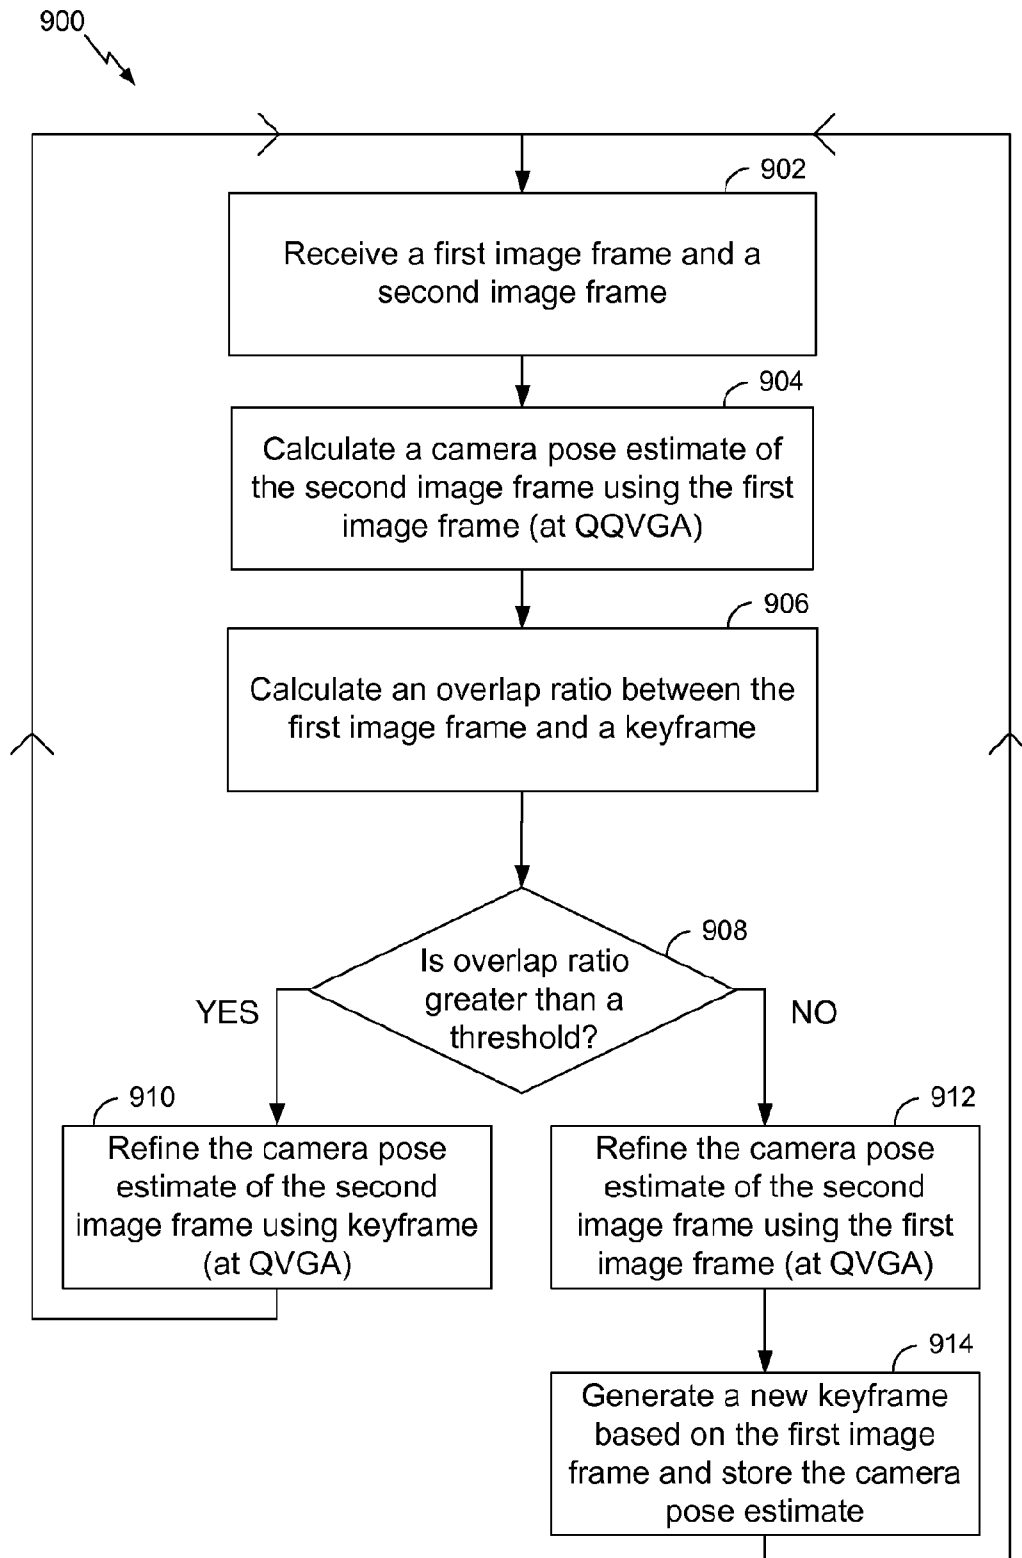 900
902
Receive a first image frame and a
second image frame
904
Calculate a camera pose estimate of
the second image frame using the first
image frame (at QQVGA)
906
Calculate an overlap ratio between the
first image frame and a keyframe
908
Is overlap ratio
greater than a
threshold?
YES
NO
910
Refine the camera pose
estimate of the second
image frame using keyframe
(at QVGA)
912
Refine the camera pose
estimate of the second
image frame using the first
image frame (at QVGA)
914
Generate a new keyframe
based on the first image
frame and store the camera
pose estimate